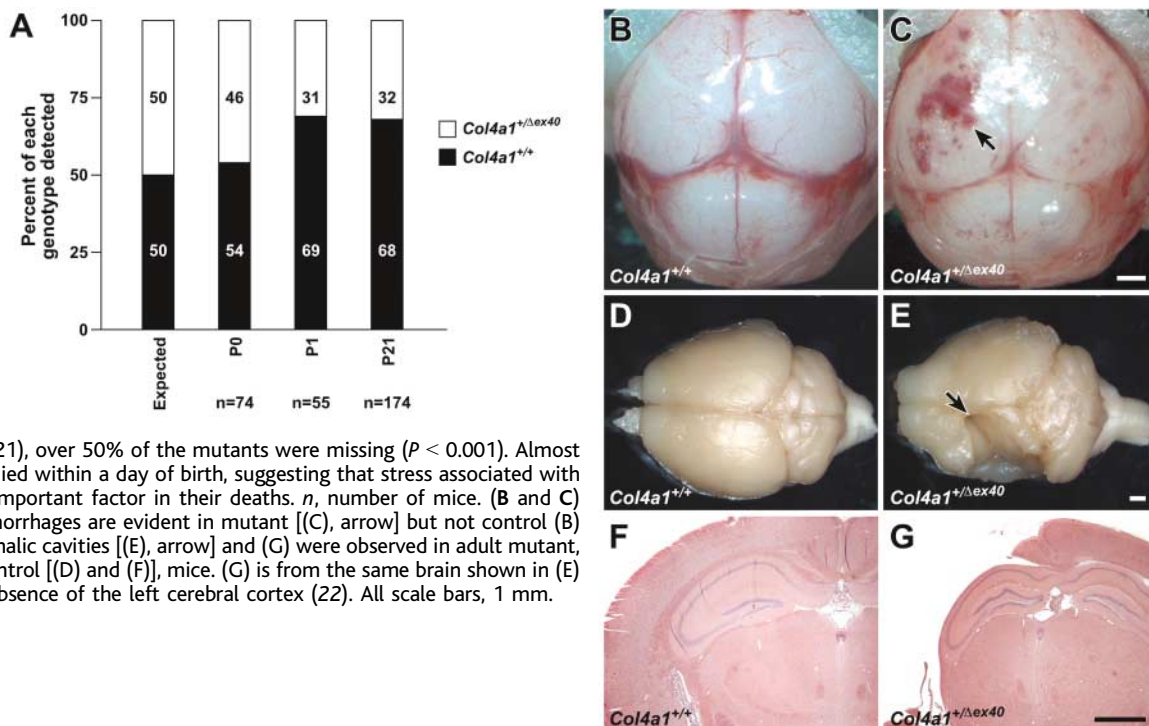 A
100
75
50
25
0
Percent of each
genotype detected
50
46
31
32
50
54
69
68
Expected
P0
P1
P21
n=74
n=55
n=174
Col4a1+/Δex40
Col4a1+/+
21), over 50% of the mutants were missing (P < 0.001). Almost
ied within a day of birth, suggesting that stress associated with
mportant factor in their deaths. n, number of mice. (B and C)
norrhages are evident in mutant [(C), arrow] but not control (B)
nalic cavities [(E), arrow] and (G) were observed in adult mutant,
ntrol [(D) and (F)], mice. (G) is from the same brain shown in (E)
bsence of the left cerebral cortex (22). All scale bars, 1 mm.
B
Col4a1+/+
C
Col4a1+/Δex40
D
Col4a1+/+
E
Col4a1+/Δex40
F
Col4a1+/+
G
Col4a1+/Δex40